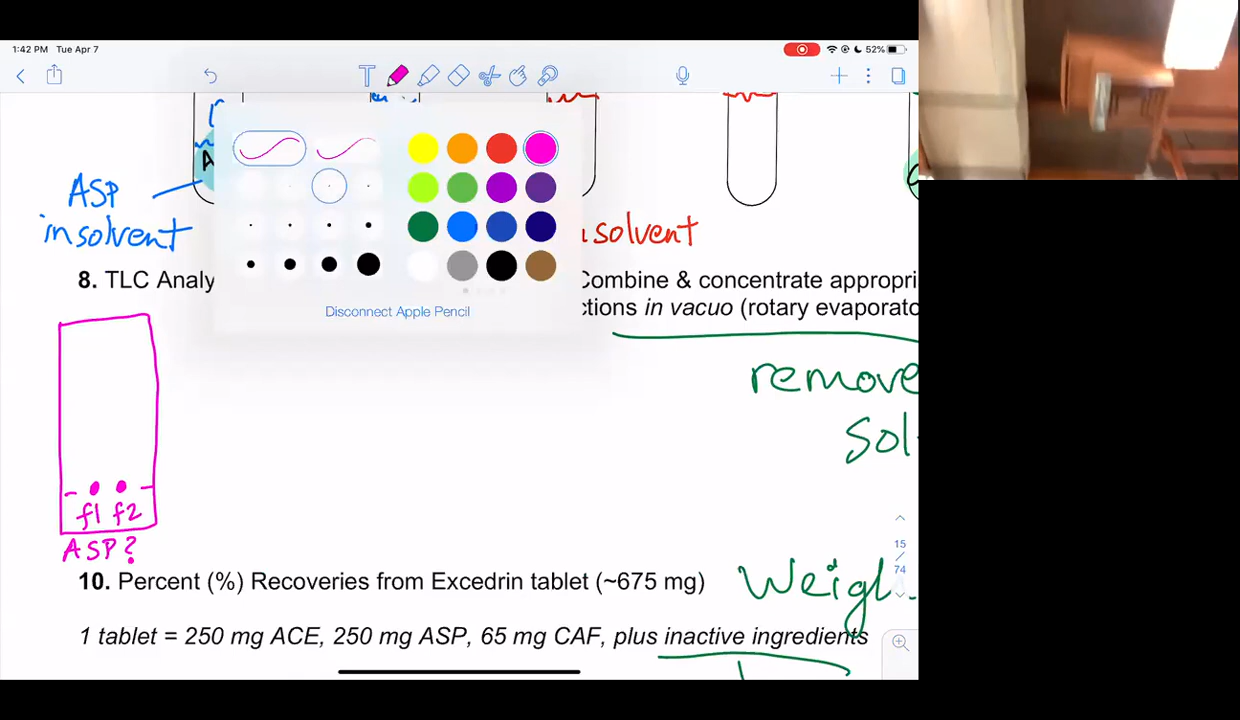 1:42 PM Tue Apr 7
52%
T
A
ASP
insolvent
solvent
8. TLC Analy
Combine & concentrate appropri
ctions in vacuo (rotary evaporato
Disconnect Apple Pencil
remove
Sol
f1 f2
ASP?
15
74
10. Percent (%) Recoveries from Excedrin tablet (~675 mg)
Weigh
1 tablet = 250 mg ACE, 250 mg ASP, 65 mg CAF, plus inactive ingredients